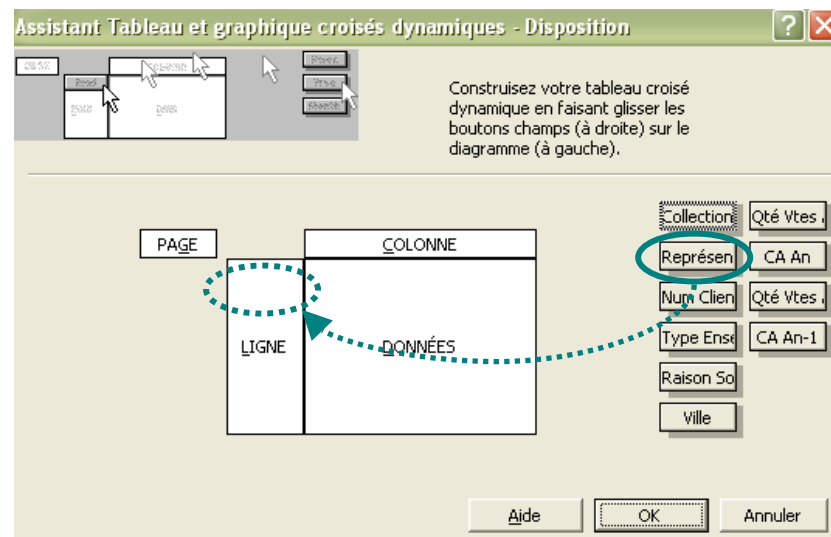 Assistant Tableau et graphique croisés dynamiques - Disposition
Construisez votre tableau croisé
dynamique en faisant glisser les
boutons champs (à droite) sur le
diagramme (à gauche).
PAGE
COLONNE
LIGNE
DONNÉES
Collection
Qté Vtes
Représen
CA An
Num Clien
Qté Vtes
Type Ense
CA An-1
Raison So
Ville
Aide
OK
Annuler